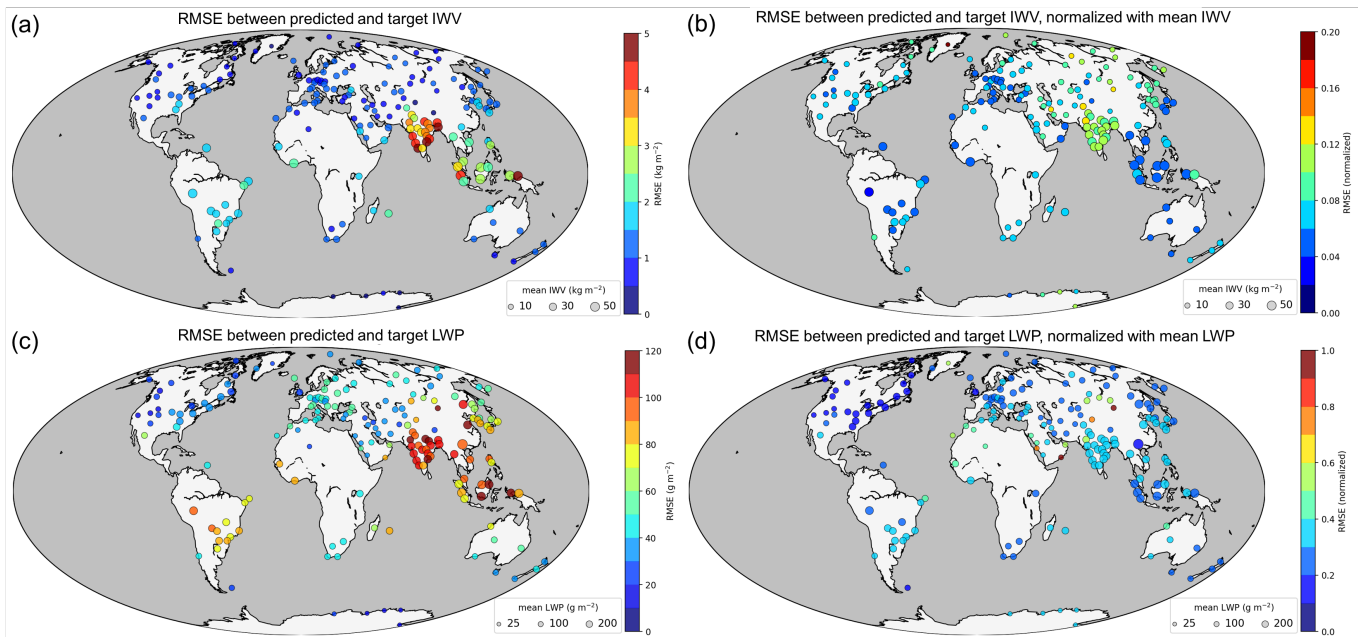 (a)
RMSE between predicted and target IWV
5
4
3
2
1
0
RMSE (kg m⁻²)
mean IWV (kg m⁻²)
10 30 50
(b)
RMSE between predicted and target IWV, normalized with mean IWV
0.20
0.16
0.12
0.08
0.04
0.00
RMSE (normalized)
mean IWV (kg m⁻²)
10 30 50
(c)
RMSE between predicted and target LWP
120
100
80
60
40
20
0
RMSE (g m⁻²)
mean LWP (g m⁻²)
25 100 200
(d)
RMSE between predicted and target LWP, normalized with mean LWP
1.0
0.8
0.6
0.4
0.2
0.0
RMSE (normalized)
mean LWP (g m⁻²)
25 100 200